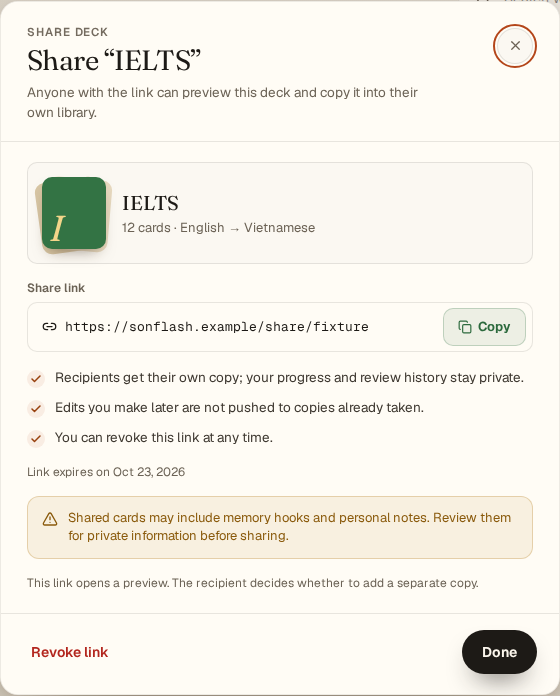 SHARE DECK
Share “IELTS”
Anyone with the link can preview this deck and copy it into their
own library.
I
IELTS
12 cards · English → Vietnamese
Share link
https://sonflash.example/share/fixture
Copy
Recipients get their own copy; your progress and review history stay private.
Edits you make later are not pushed to copies already taken.
You can revoke this link at any time.
Link expires on Oct 23, 2026
Shared cards may include memory hooks and personal notes. Review them
for private information before sharing.
This link opens a preview. The recipient decides whether to add a separate copy.
Revoke link
Done